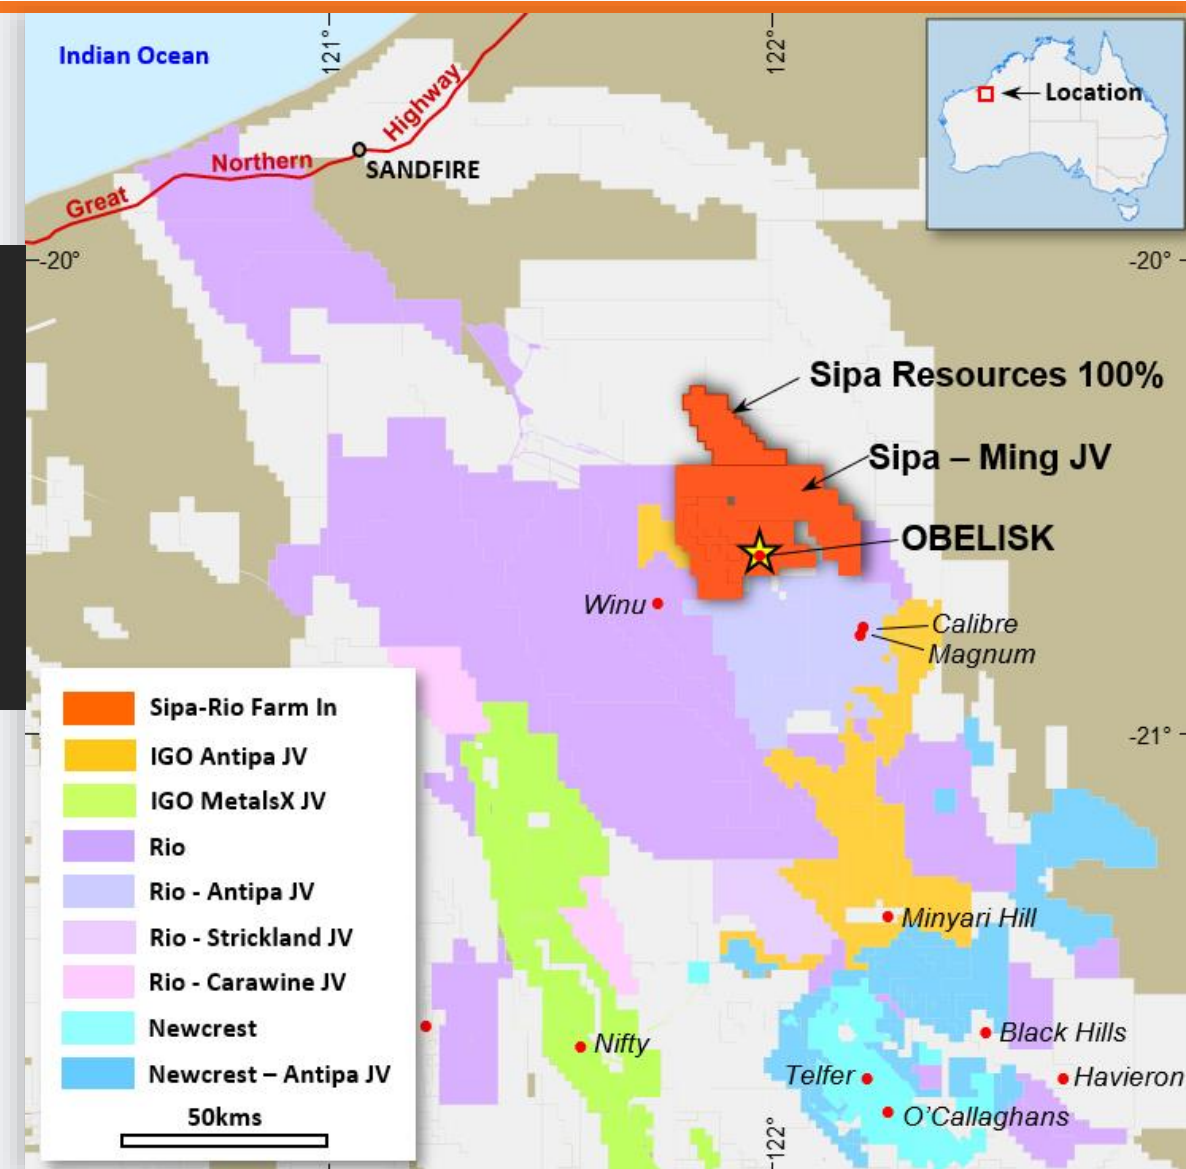 Indian Ocean
121°
122°
Location
Great Northern Highway
SANDFIRE
-20°
-20°
Sipa Resources 100%
Sipa – Ming JV
OBELISK
Winu
Calibre
Magnum
-21°
Sipa-Rio Farm In
IGO Antipa JV
IGO MetalsX JV
Rio
Rio - Antipa JV
Rio - Strickland JV
Rio - Carawine JV
Newcrest
Newcrest – Antipa JV
50kms
Minyari Hill
Nifty
Black Hills
Telfer
Havieron
O'Callaghans
122°